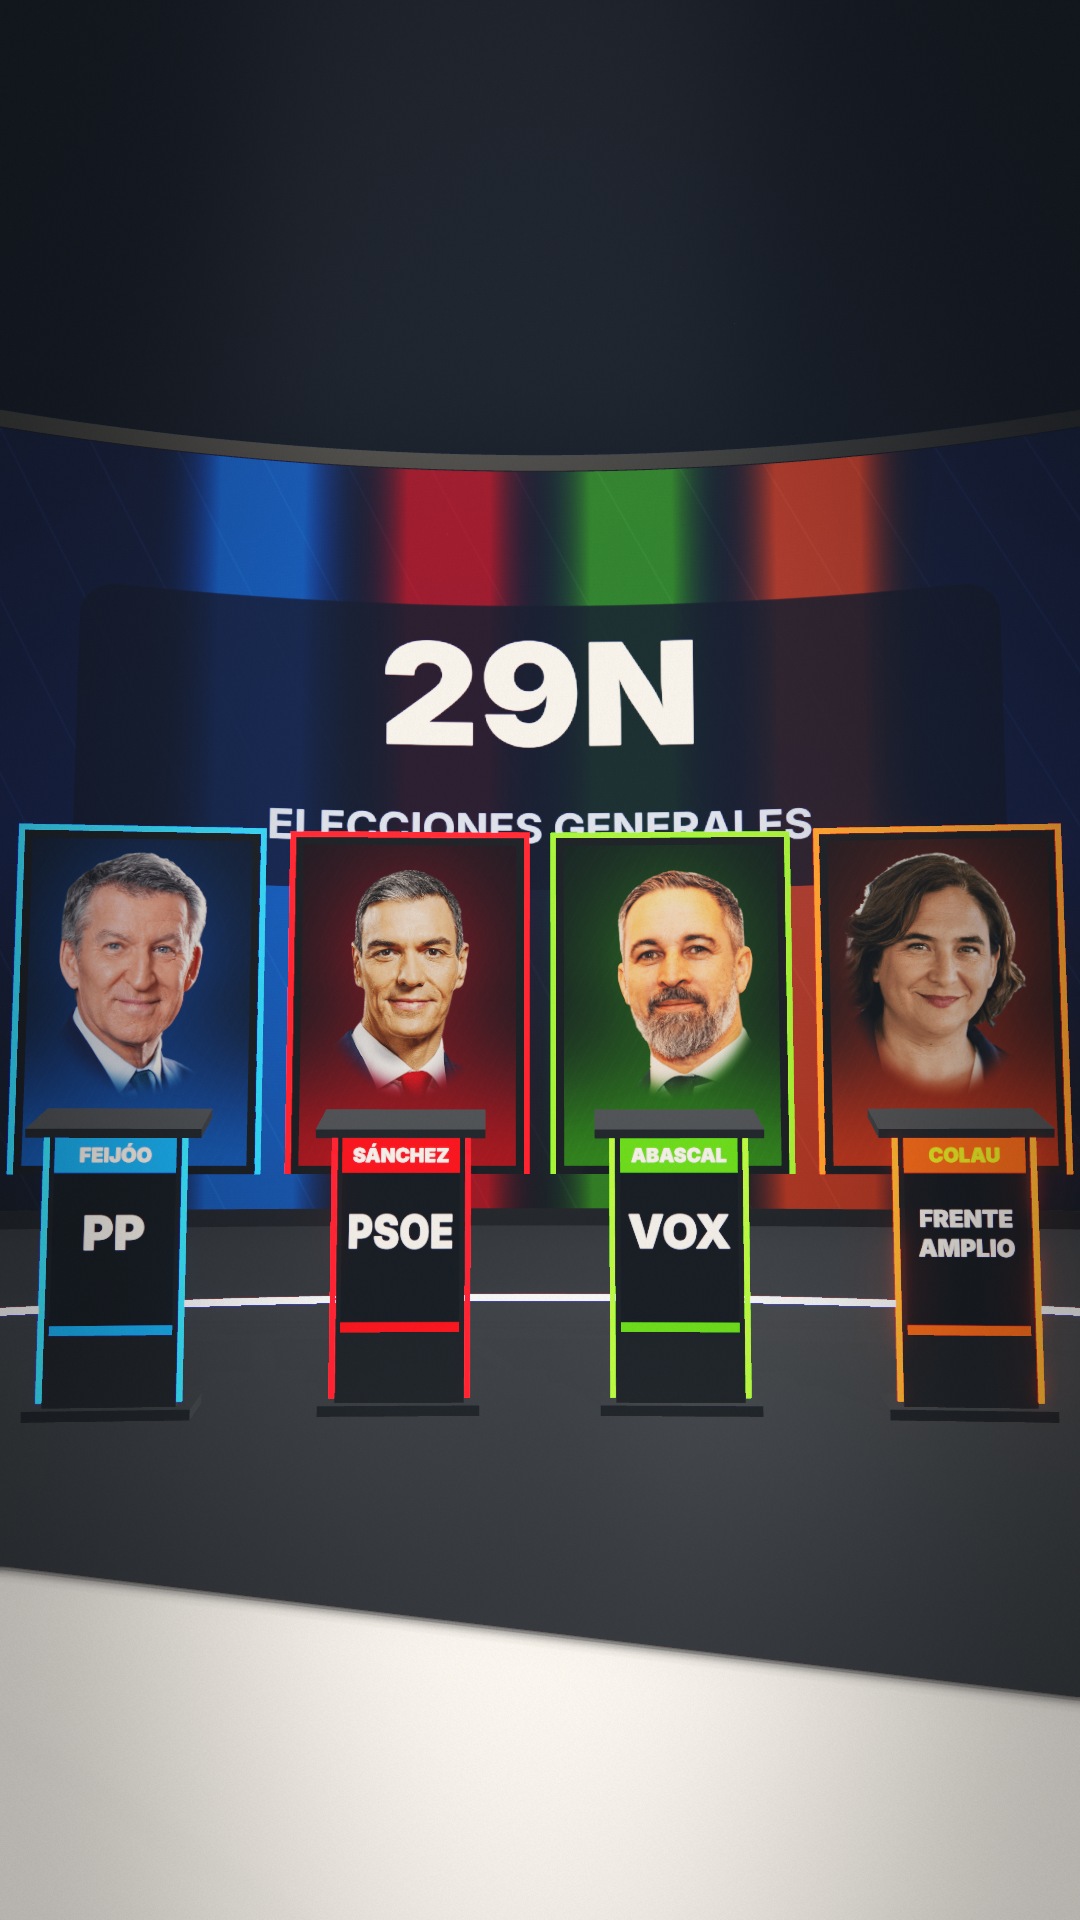 29N
ELECCIONES GENERALES
FEIJÓO
SÁNCHEZ
ABASCAL
COLAU
PP
PSOE
VOX
FRENTE
AMPLIO